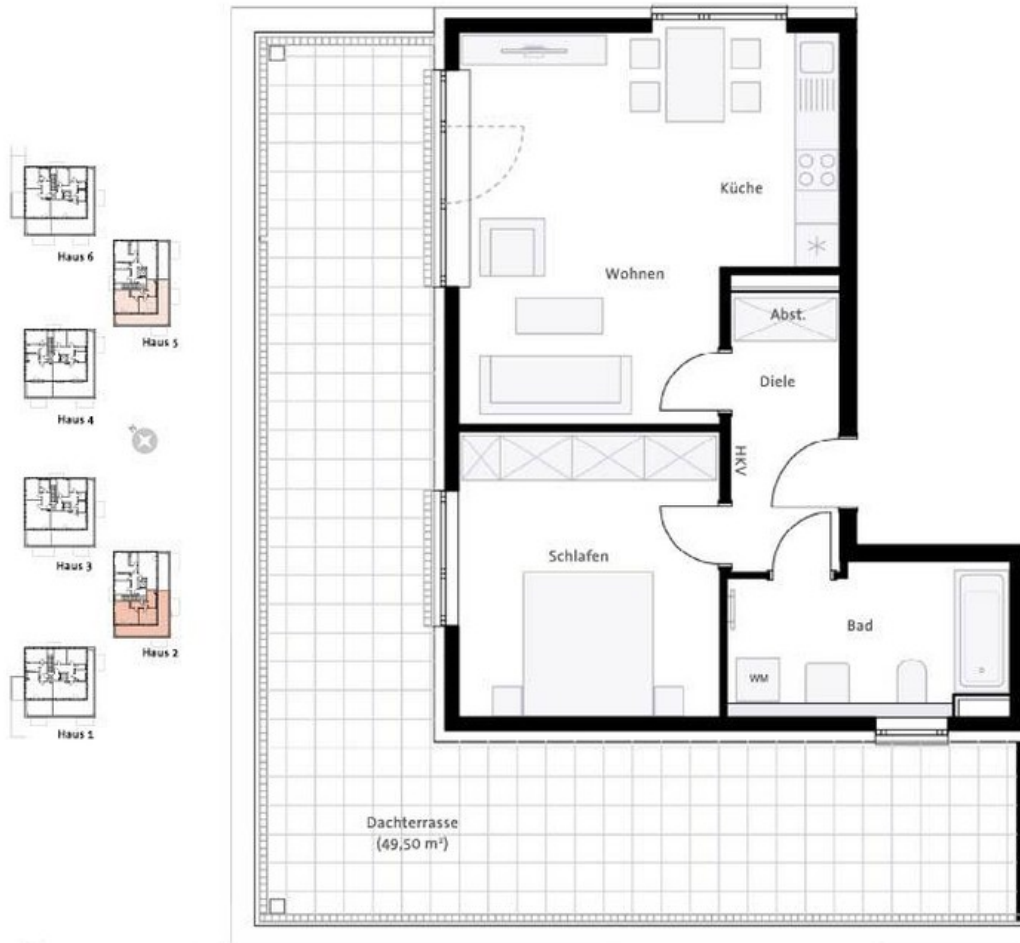 Haus 6
Haus 5
Haus 4
Haus 3
Haus 2
Haus 1
Küche
Wohnen
Abst.
Diele
HKV
Schlafen
Bad
WM
Dachterrasse
(49,50 m²)